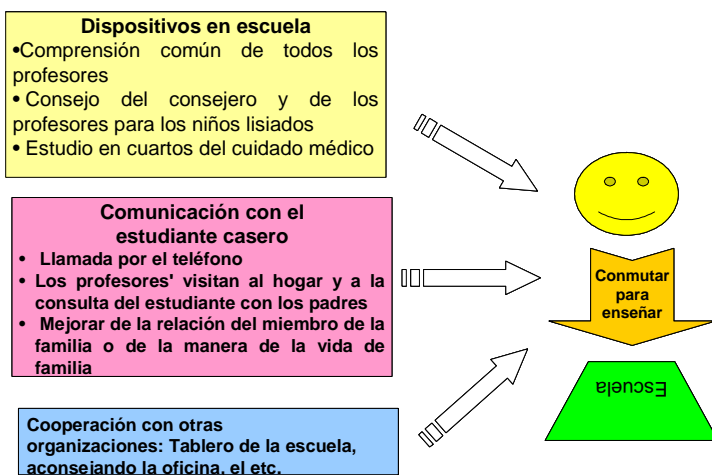 Dispositivos en escuela
•Comprensión común de todos los
profesores
• Consejo del consejero y de los
profesores para los niños lisiados
• Estudio en cuartos del cuidado médico
Comunicación con el
estudiante casero
• Llamada por el teléfono
• Los profesores' visitan al hogar y a la
consulta del estudiante con los padres
• Mejorar de la relación del miembro de la
familia o de la manera de la vida de
familia
Cooperación con otras
organizaciones: Tablero de la escuela,
aconsejando la oficina, el etc.
Conmutar
para
enseñar
Escuela